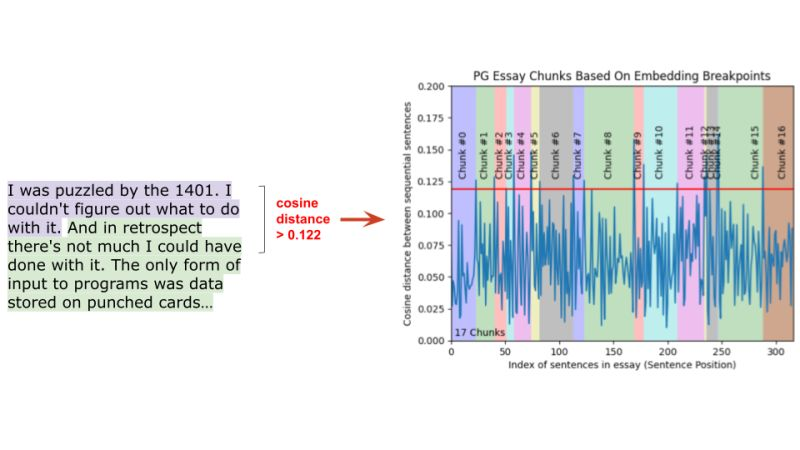 I was puzzled by the 1401. I
couldn't figure out what to do
with it. And in retrospect
there's not much I could have
done with it. The only form of
input to programs was data
stored on punched cards...
cosine
distance
> 0.122
PG Essay Chunks Based On Embedding Breakpoints
Cosine distance between sequential sentences
0.200
0.175
0.150
0.125
0.100
0.075
0.050
0.025
0.000
Chunk #0
Chunk #1
Chunk #2
Chunk #3
Chunk #4
Chunk #5
Chunk #6
Chunk #7
Chunk #8
Chunk #9
Chunk #10
Chunk #11
Chunk #12
Chunk #15
Chunk #16
17 Chunks
0 50 100 150 200 250 300
Index of sentences in essay (Sentence Position)